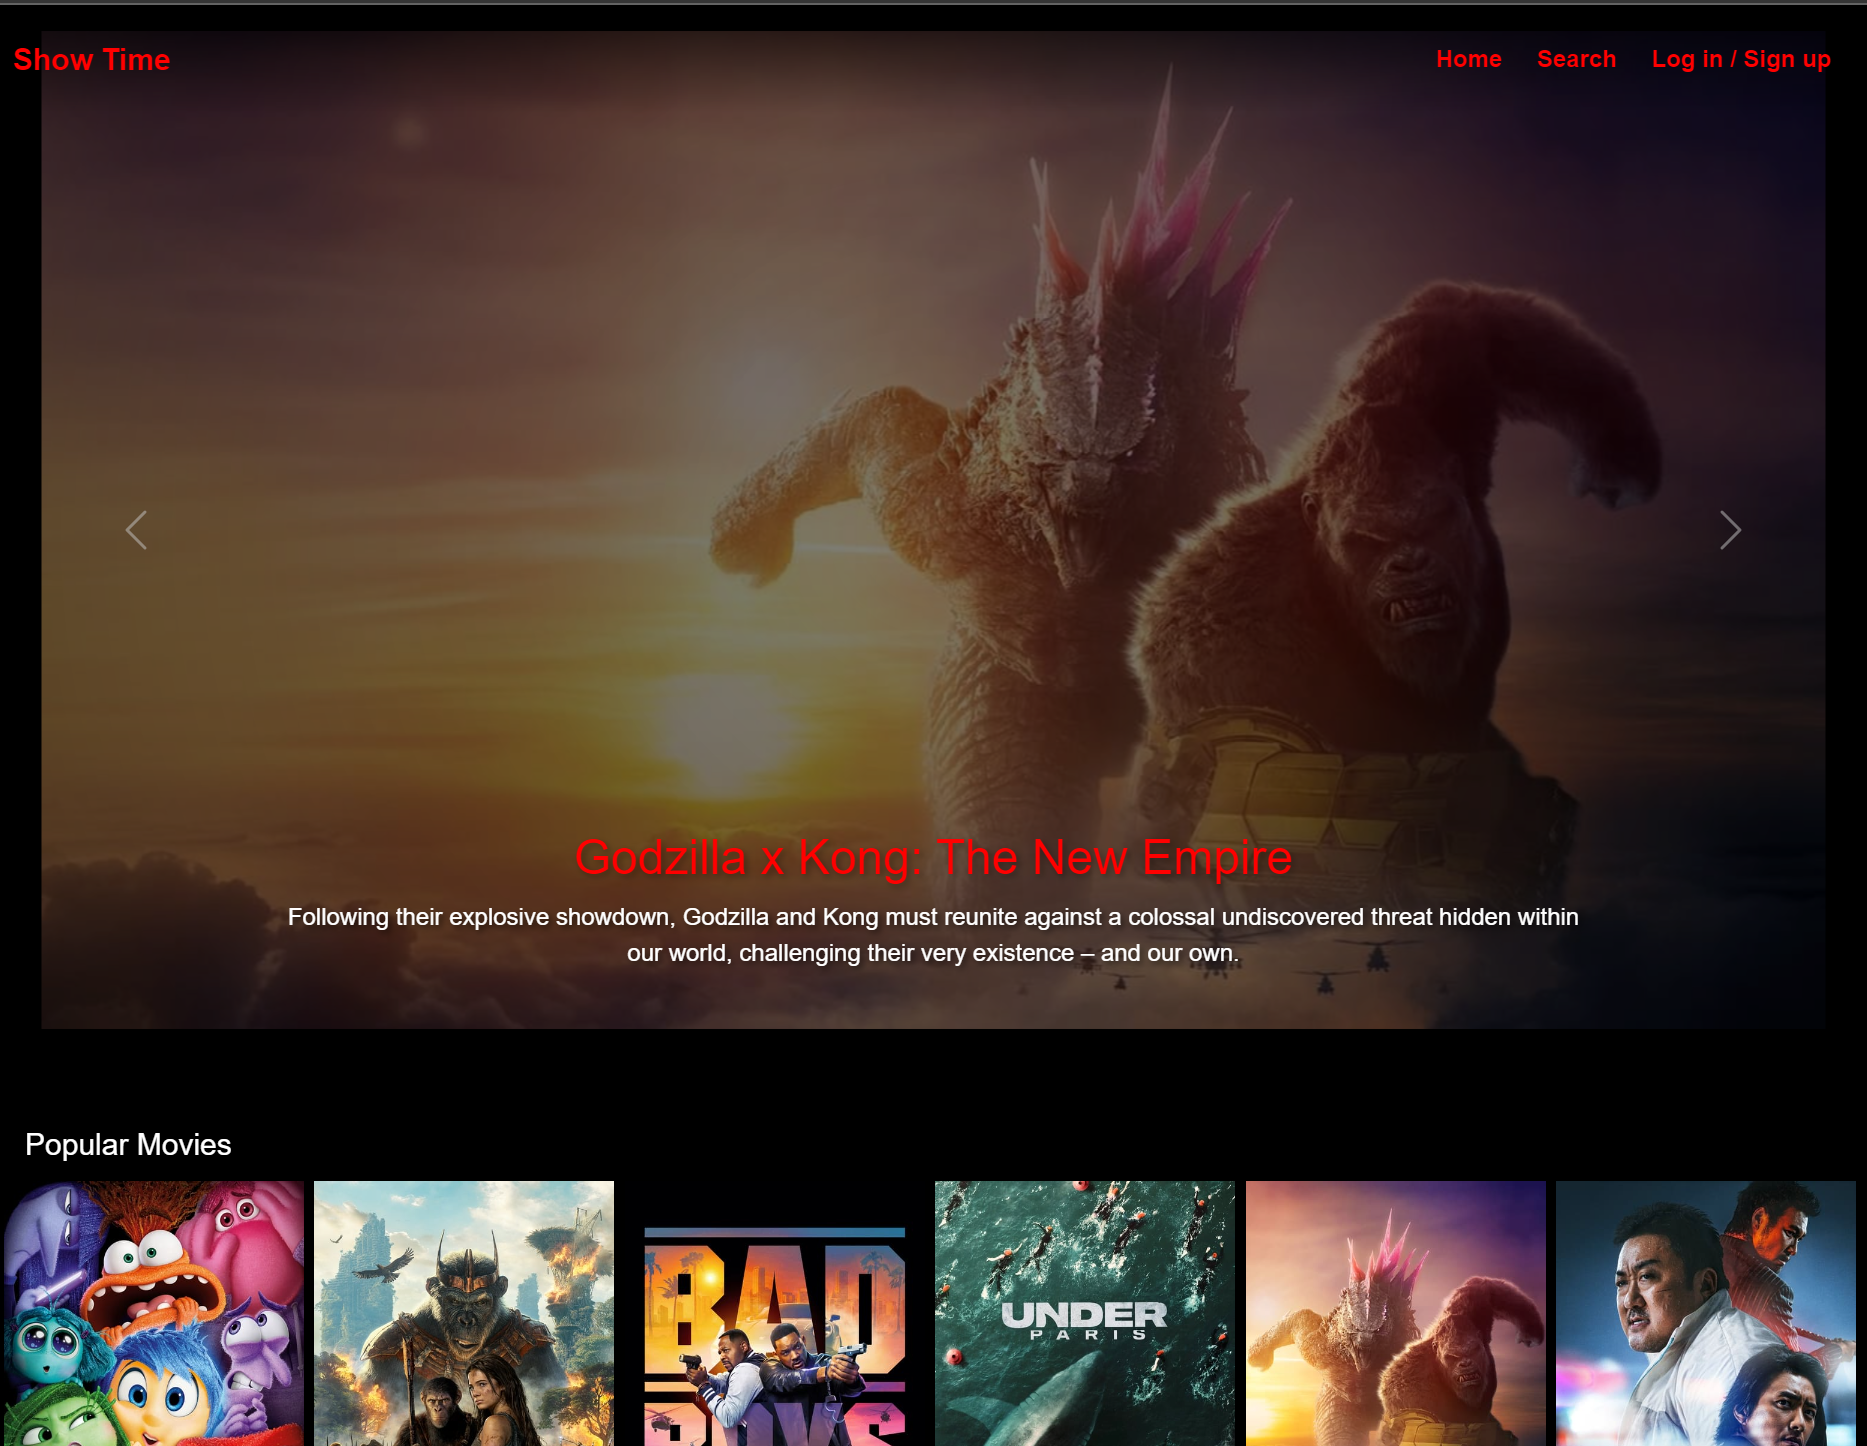 Show Time
Home Search Log in / Sign up
Godzilla x Kong: The New Empire
Following their explosive showdown, Godzilla and Kong must reunite against a colossal undiscovered threat hidden within
our world, challenging their very existence – and our own.
Popular Movies
BAD
BOYS
UNDER
PARIS